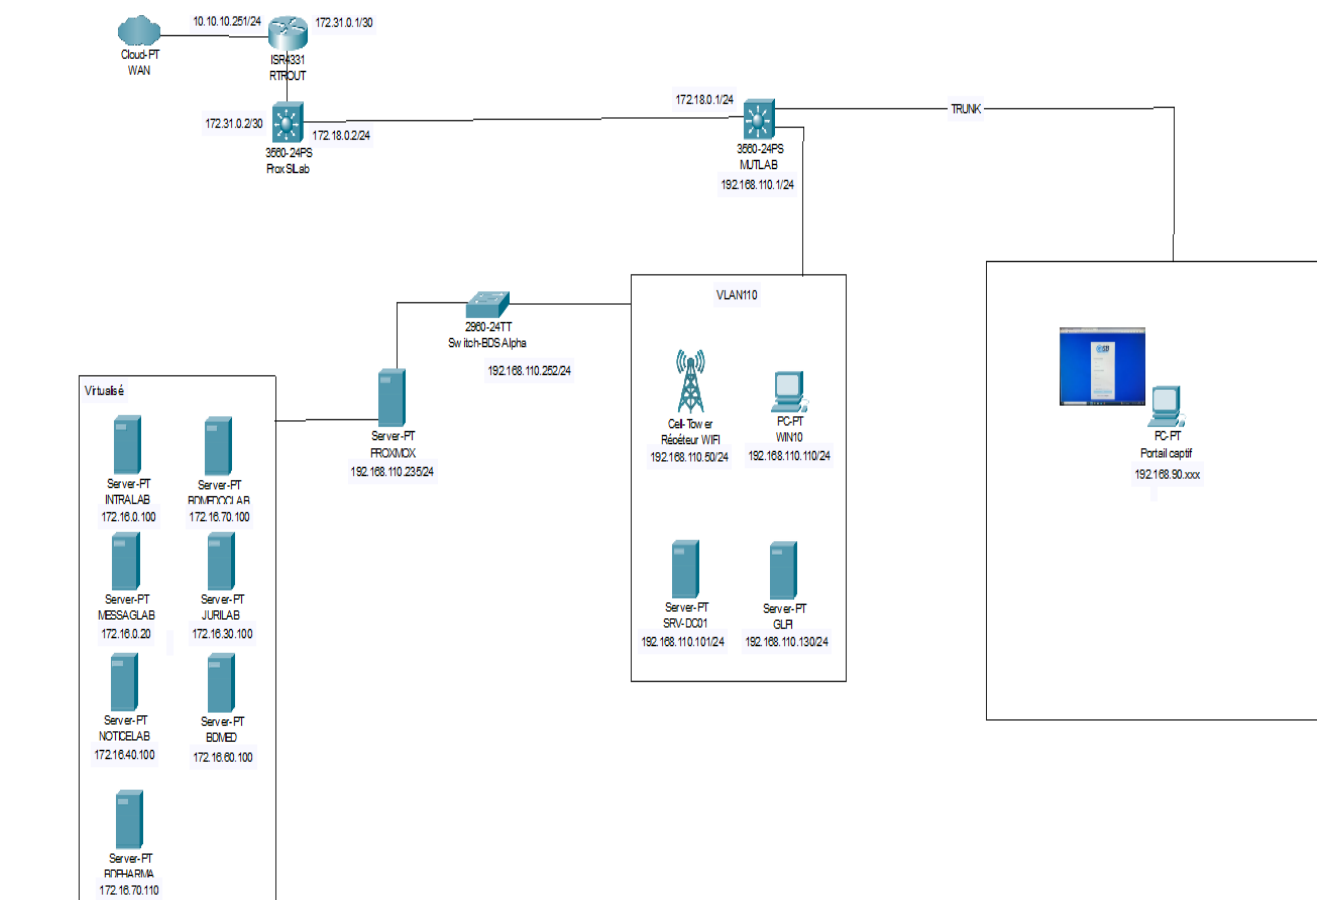 10.10.10.251/24
172.31.0.1/30
Cloud-PT
WAN
ISR4331
RTROUT
172.31.0.2/30
172.18.0.2/24
3560-24PS
ProxSILab
172.18.0.1/24
TRUNK
3560-24PS
MUTLAB
192.168.110.1/24
VLAN110
2960-24TT
Switch-BDS Alpha
192.168.110.252/24
Virtualsé
Server-PT
PROXMOX
192.168.110.235/24
Cell-Tower
Répéteur WIFI
192.168.110.50/24
PC-PT
WIN10
192.168.110.110/24
PC-PT
Portail captif
192.168.90.xxx
Server-PT
INTRALAB
172.16.0.100
Server-PT
BDMEDOCLAB
172.16.70.100
Server-PT
MESSAGLAB
172.16.0.20
Server-PT
JURILAB
172.16.30.100
Server-PT
SRV-DC01
192.168.110.101/24
Server-PT
GLPI
192.168.110.130/24
Server-PT
NOTICELAB
172.16.40.100
Server-PT
BDMED
172.16.60.100
Server-PT
BDPHARMA
172.16.70.110